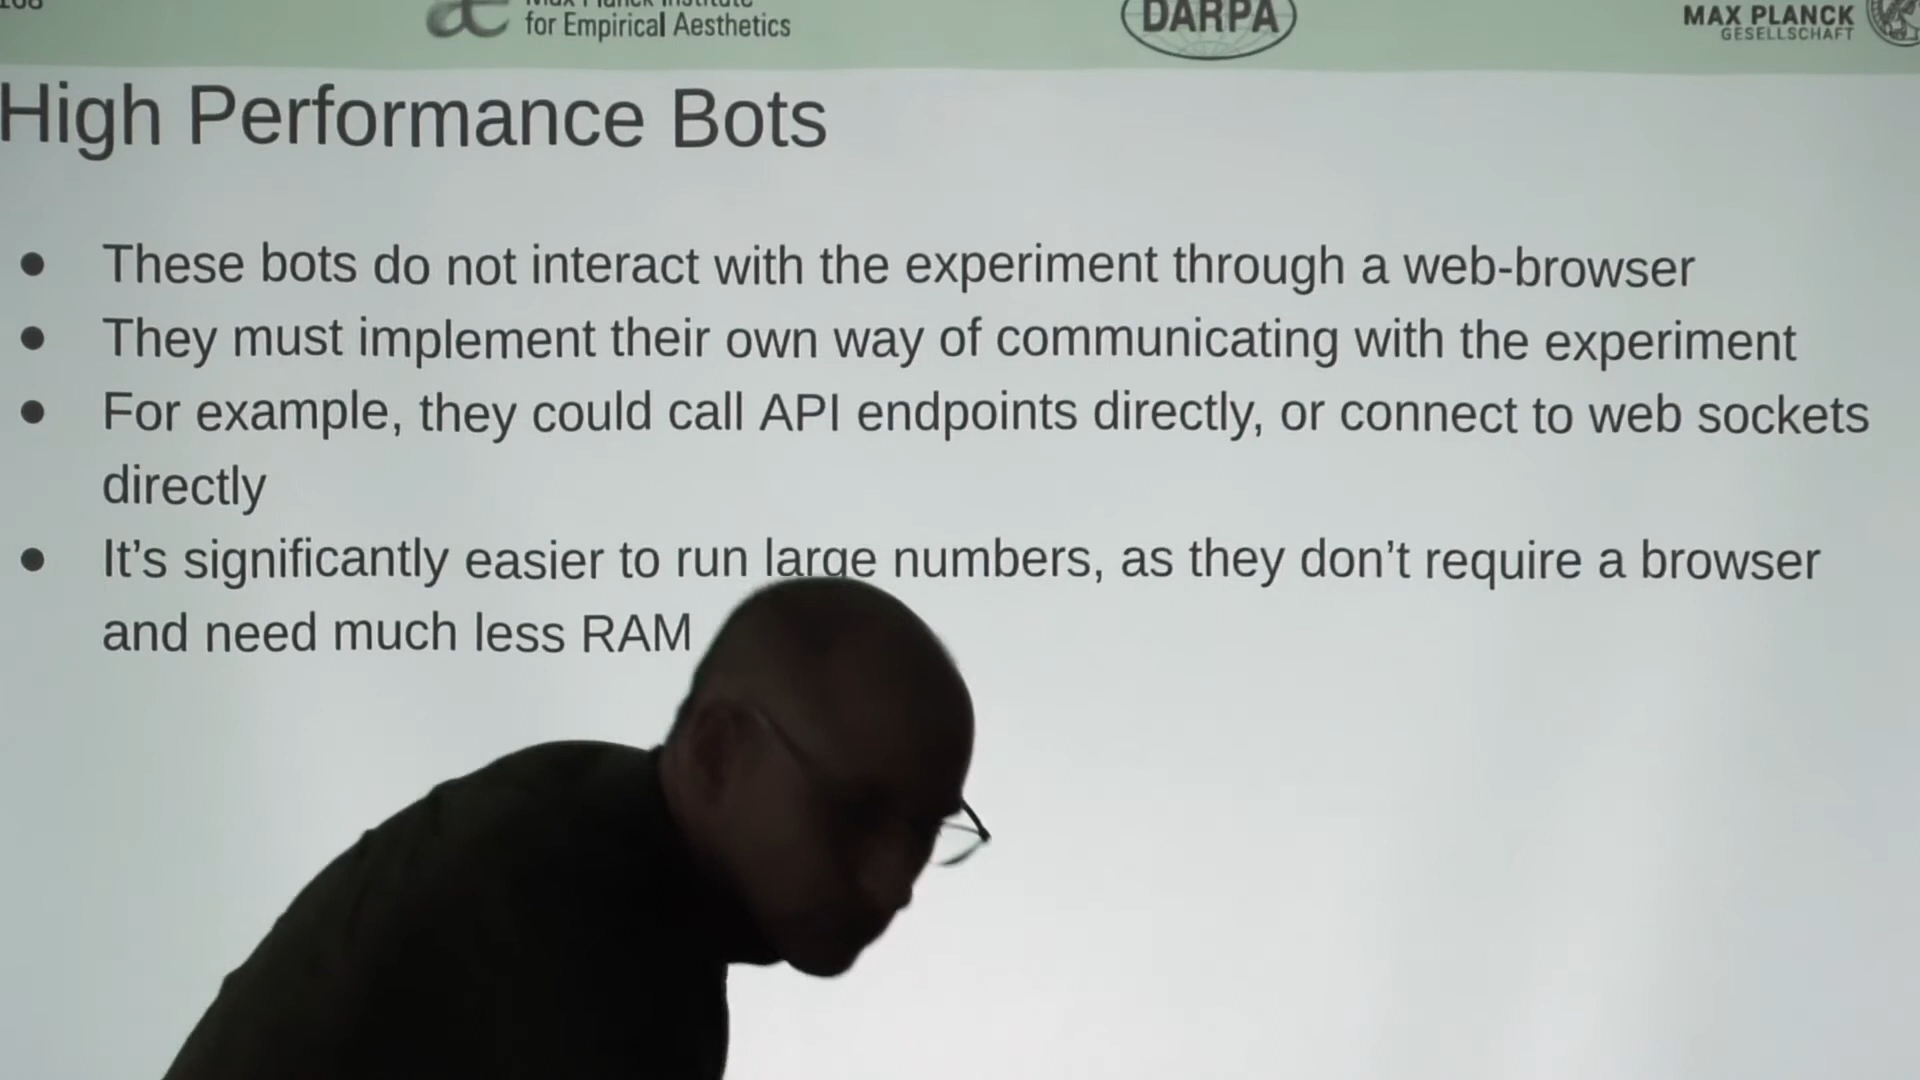 for Empirical Aesthetics
DARPA
MAX PLANCK
GESELLSCHAFT
High Performance Bots
● These bots do not interact with the experiment through a web-browser
● They must implement their own way of communicating with the experiment
● For example, they could call API endpoints directly, or connect to web sockets
directly
● It’s significantly easier to run large numbers, as they don’t require a browser
and need much less RAM